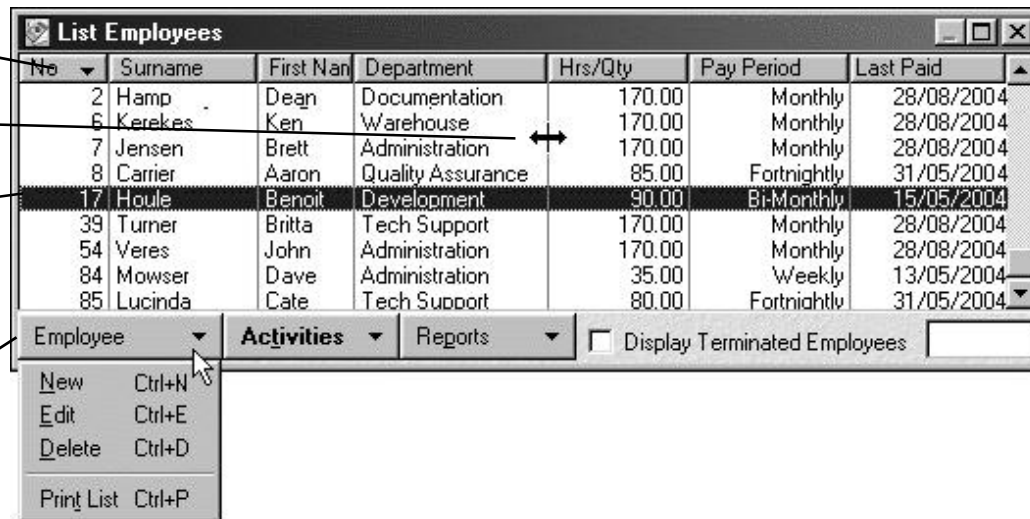 List Employees
No Surname First Nan Department Hrs/Qty Pay Period Last Paid
2 Hamp Dean Documentation 170.00 Monthly 28/08/2004
6 Kerekes Ken Warehouse 170.00 Monthly 28/08/2004
7 Jensen Brett Administration 170.00 Monthly 28/08/2004
8 Carrier Aaron Quality Assurance 85.00 Fortnightly 31/05/2004
17 Houle Benoit Development 90.00 Bi-Monthly 15/05/2004
39 Turner Britta Tech Support 170.00 Monthly 28/08/2004
54 Veres John Administration 170.00 Monthly 28/08/2004
84 Mowser Dave Administration 35.00 Weekly 13/05/2004
85 Lucinda Cate Tech Support 80.00 Fortnightly 31/05/2004
Employee Activities Reports Display Terminated Employees
New Ctrl+N
Edit Ctrl+E
Delete Ctrl+D
Print List Ctrl+P